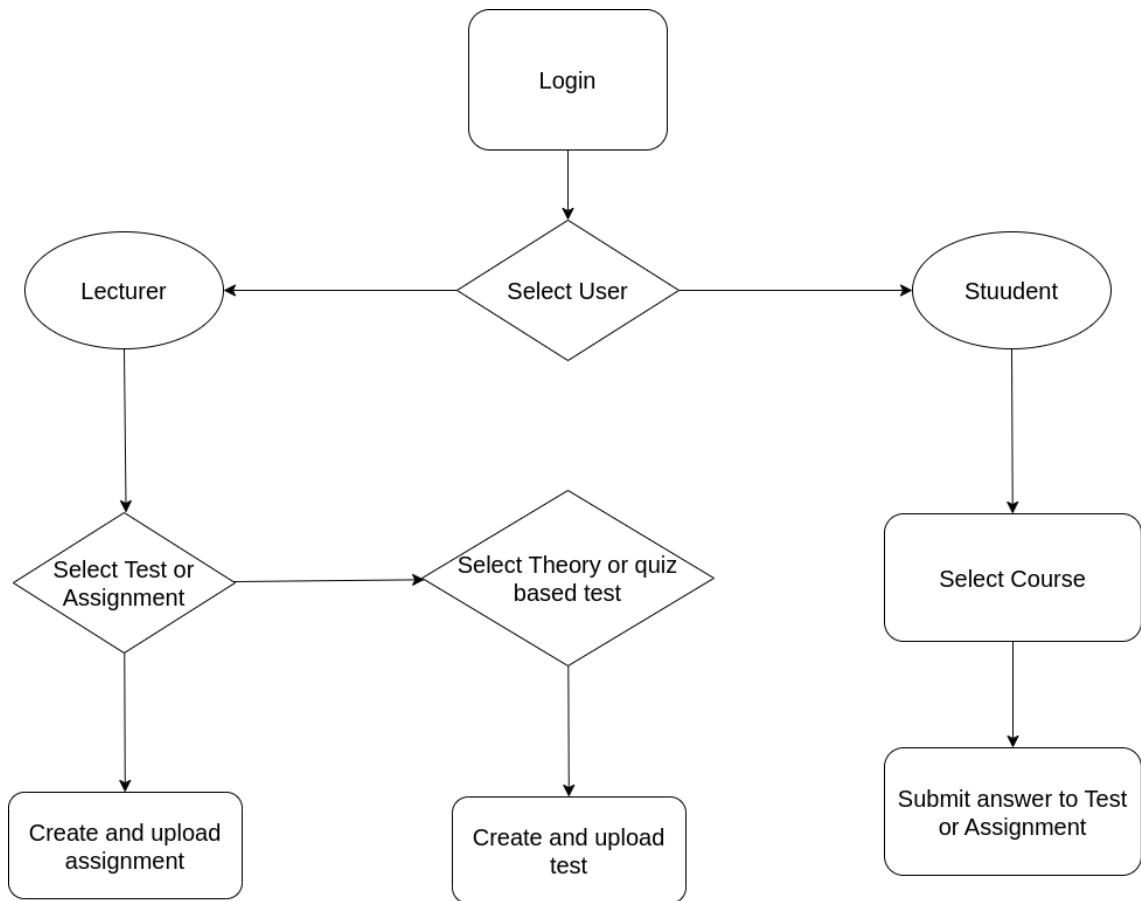 Login
Lecturer
Select User
Stuudent
Select Test or
Assignment
Select Theory or quiz
based test
Select Course
Create and upload
assignment
Create and upload
test
Submit answer to Test
or Assignment